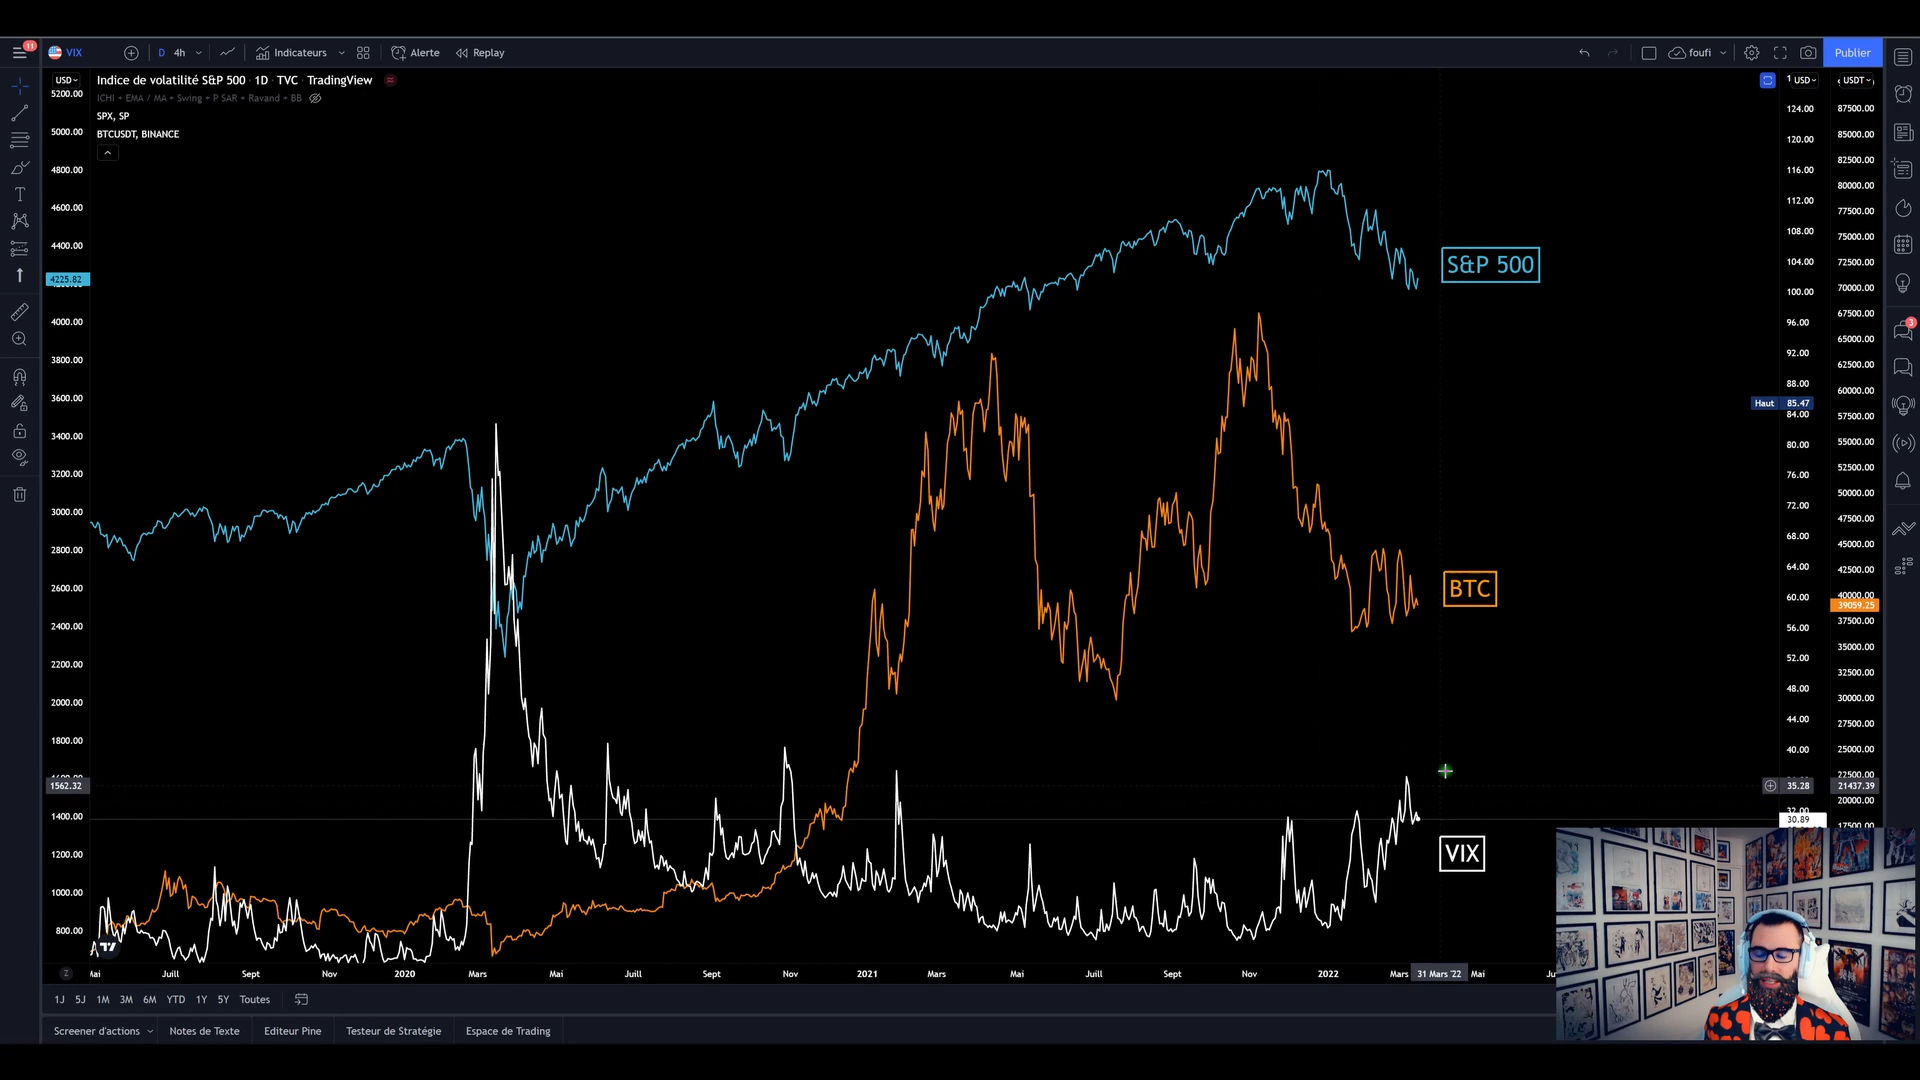 11
VIX
D
4h
Indicateurs
Alerte
Replay
foufi
Publier
USD
Indice de volatilité S&P 500 · 1D · TVC · TradingView
ICHI + EMA / MA + Swing + P SAR + Ravand + BB
SPX, SP
BTCUSDT, BINANCE
5200.00
5000.00
4800.00
4600.00
4400.00
4225.82
4000.00
3800.00
3600.00
3400.00
3200.00
3000.00
2800.00
2600.00
2400.00
2200.00
2000.00
1800.00
1562.32
1400.00
1200.00
1000.00
800.00
S&P 500
BTC
VIX
USD
124.00
120.00
116.00
112.00
108.00
104.00
100.00
96.00
92.00
88.00
Haut 85.47
84.00
80.00
76.00
72.00
68.00
64.00
60.00
56.00
52.00
48.00
44.00
40.00
35.28
32.00
30.89
USDT
87500.00
85000.00
82500.00
80000.00
77500.00
75000.00
72500.00
70000.00
67500.00
65000.00
62500.00
60000.00
57500.00
55000.00
52500.00
50000.00
47500.00
45000.00
42500.00
40000.00
39059.25
37500.00
35000.00
32500.00
30000.00
27500.00
25000.00
22500.00
21437.39
20000.00
17500.00
3
Z
Mai
Juill
Sept
Nov
2020
Mars
Mai
Juill
Sept
Nov
2021
Mars
Mai
Juill
Sept
Nov
2022
Mars
31 Mars '22
Mai
1J
5J
1M
3M
6M
YTD
1Y
5Y
Toutes
Screener d'actions
Notes de Texte
Editeur Pine
Testeur de Stratégie
Espace de Trading